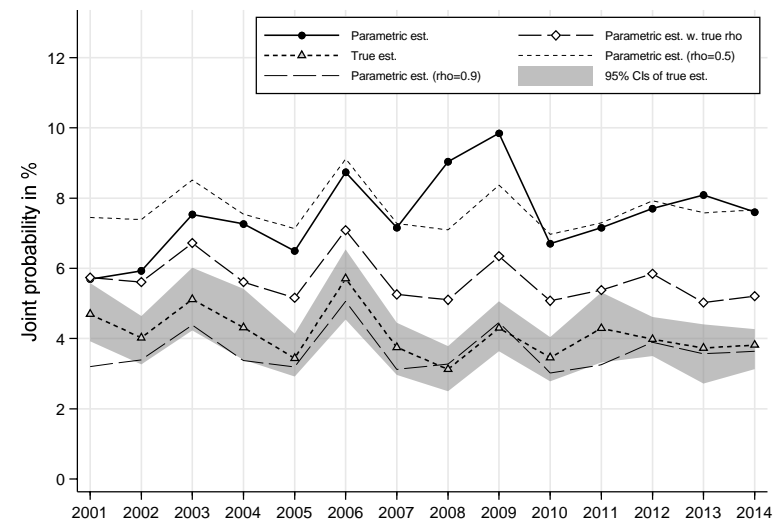 Parametric est.
Parametric est. w. true rho
True est.
Parametric est. (rho=0.5)
Parametric est. (rho=0.9)
95% CIs of true est.
Joint probability in %
12
10
8
6
4
2
0
2001 2002 2003 2004 2005 2006 2007 2008 2009 2010 2011 2012 2013 2014